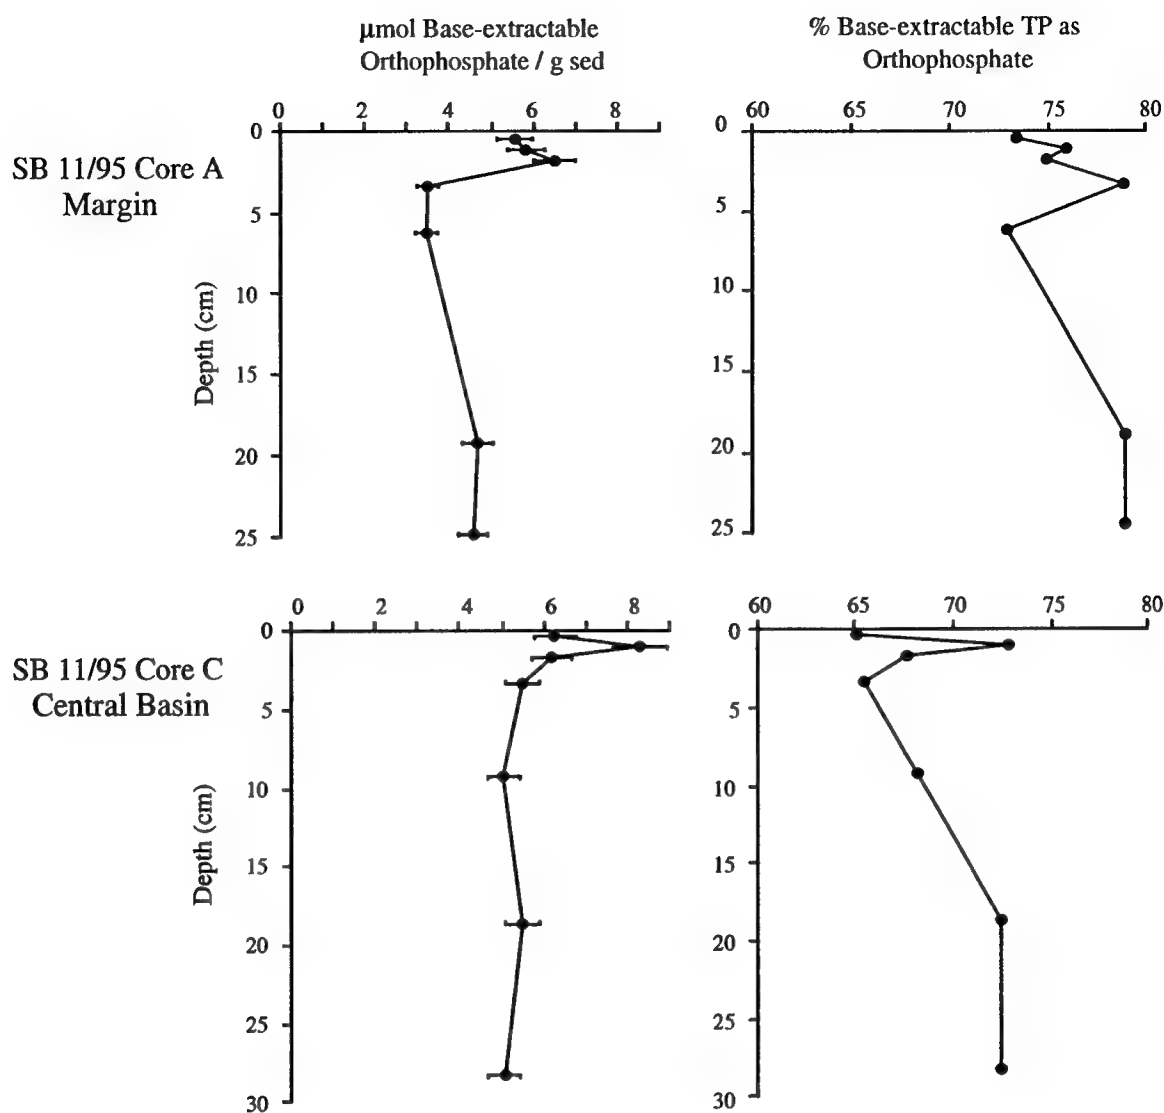 μmol Base-extractable
Orthophosphate / g sed
% Base-extractable TP as
Orthophosphate
0 2 4 6 8
60 65 70 75 80
SB 11/95 Core A
Margin
Depth (cm)
0
5
10
15
20
25
0
5
10
15
20
25
0 2 4 6 8
60 65 70 75 80
SB 11/95 Core C
Central Basin
Depth (cm)
0
5
10
15
20
25
30
0
5
10
15
20
25
30